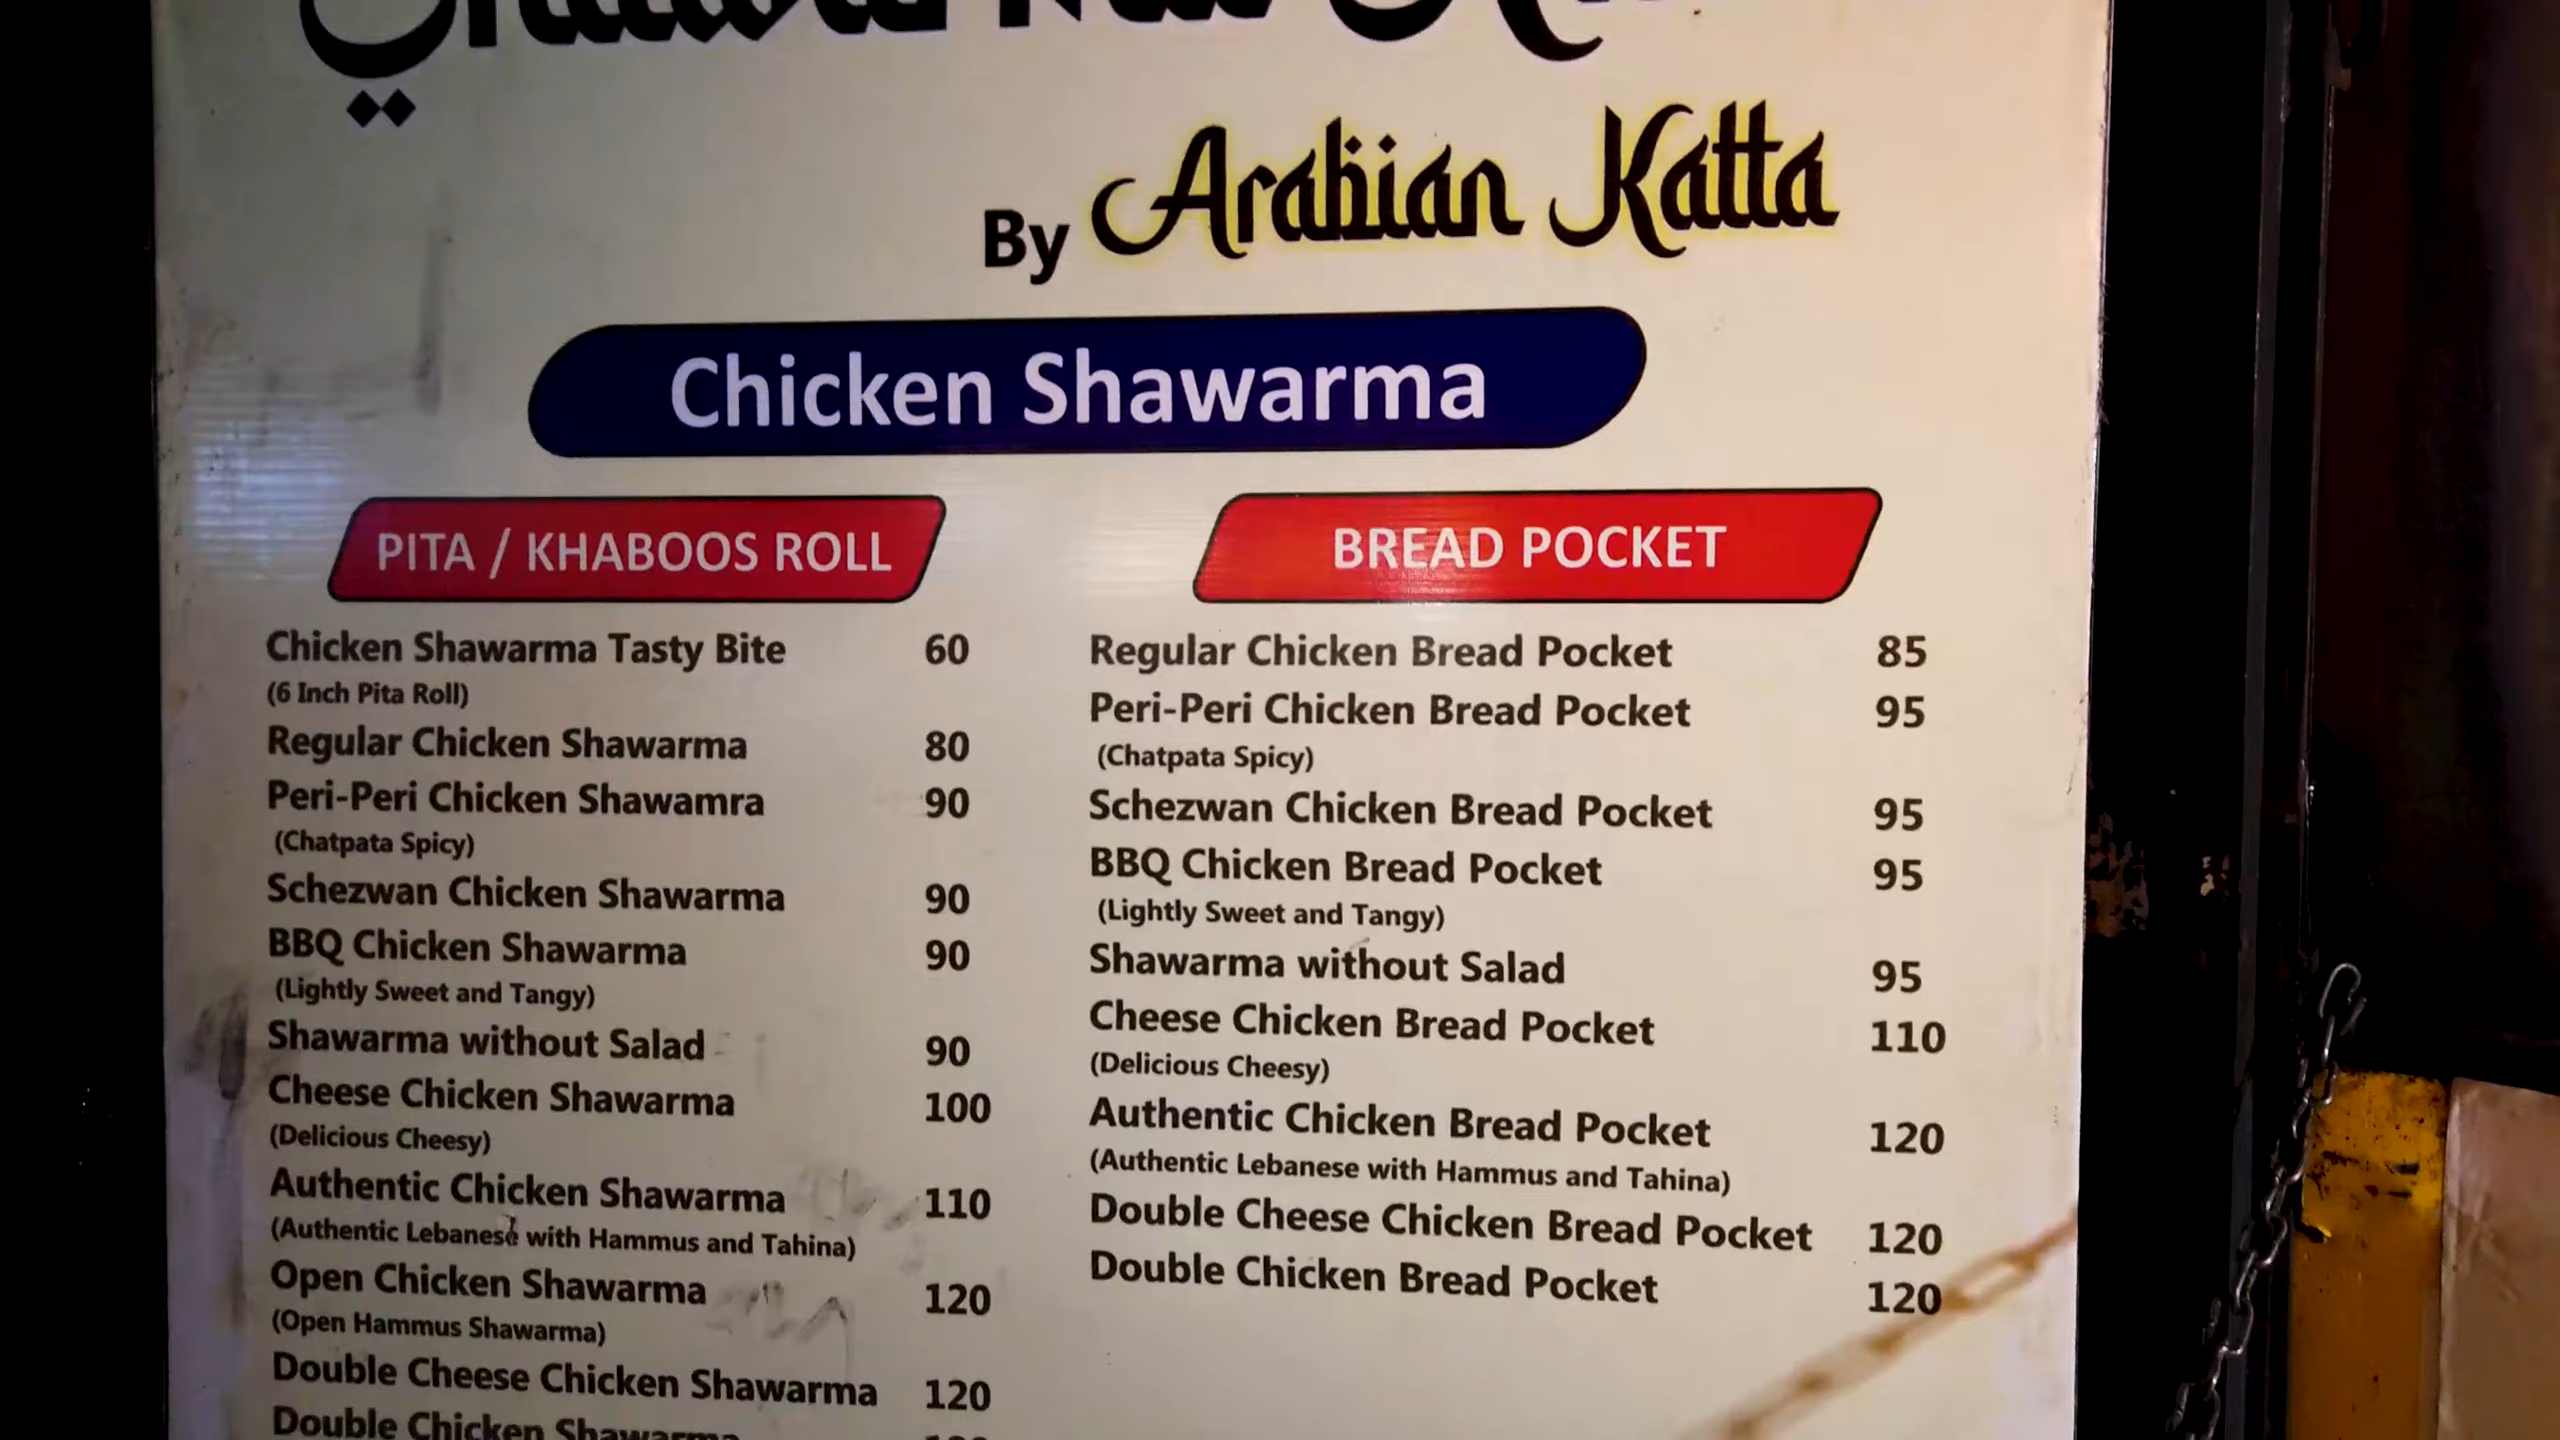 By Arabian Katta
Chicken Shawarma
PITA / KHABOOS ROLL
Chicken Shawarma Tasty Bite 60
(6 Inch Pita Roll)
Regular Chicken Shawarma 80
Peri-Peri Chicken Shawamra 90
(Chatpata Spicy)
Schezwan Chicken Shawarma 90
BBQ Chicken Shawarma 90
(Lightly Sweet and Tangy)
Shawarma without Salad 90
Cheese Chicken Shawarma 100
(Delicious Cheesy)
Authentic Chicken Shawarma 110
(Authentic Lebanese with Hammus and Tahina)
Open Chicken Shawarma 120
(Open Hammus Shawarma)
Double Cheese Chicken Shawarma 120
Double Chicken Shawarma
BREAD POCKET
Regular Chicken Bread Pocket 85
Peri-Peri Chicken Bread Pocket 95
(Chatpata Spicy)
Schezwan Chicken Bread Pocket 95
BBQ Chicken Bread Pocket 95
(Lightly Sweet and Tangy)
Shawarma without Salad 95
Cheese Chicken Bread Pocket 110
(Delicious Cheesy)
Authentic Chicken Bread Pocket 120
(Authentic Lebanese with Hammus and Tahina)
Double Cheese Chicken Bread Pocket 120
Double Chicken Bread Pocket 120